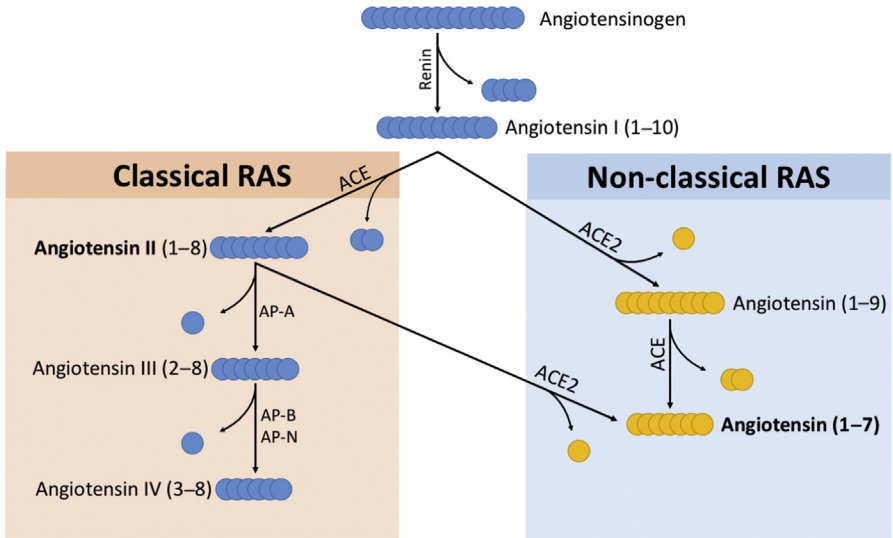 Angiotensinogen
Renin
Angiotensin I (1–10)
Classical RAS
Non-classical RAS
ACE
ACE2
Angiotensin II (1–8)
Angiotensin (1–9)
AP-A
ACE
Angiotensin III (2–8)
ACE2
AP-B
AP-N
Angiotensin (1–7)
Angiotensin IV (3–8)